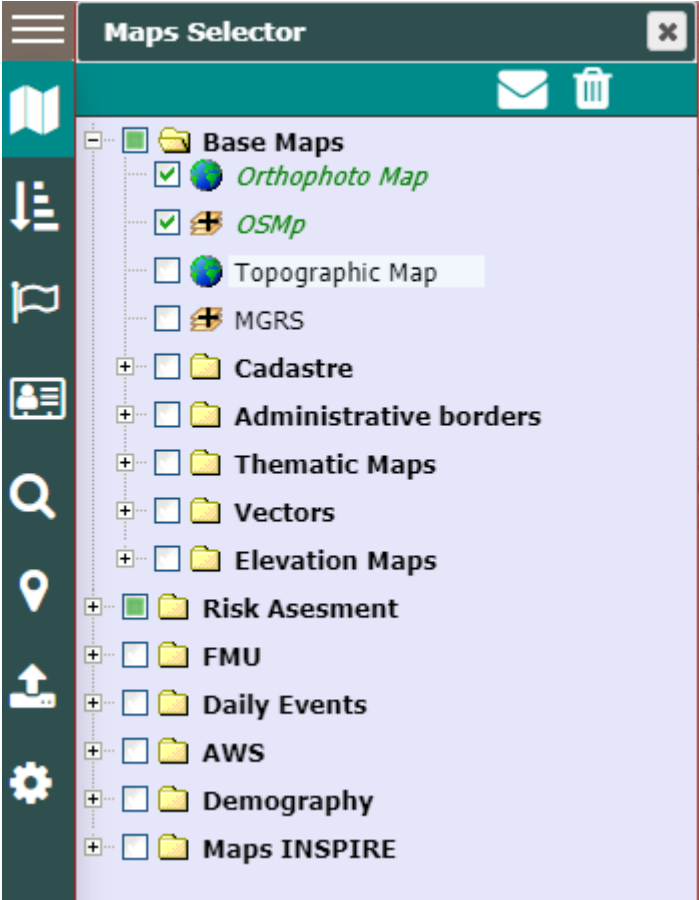 Maps Selector
Base Maps
Orthophoto Map
OSMp
Topographic Map
MGRS
Cadastre
Administrative borders
Thematic Maps
Vectors
Elevation Maps
Risk Asesment
FMU
Daily Events
AWS
Demography
Maps INSPIRE